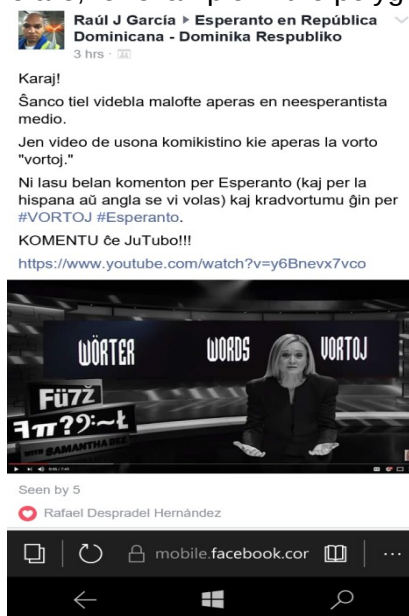 Raúl J García ▸ Esperanto en República
Dominicana - Dominika Respubliko
3 hrs ·
Karaj!
Ŝanco tiel videbla malofte aperas en neesperantista
medio.
Jen video de usona komikistino kie aperas la vorto
"vortoj."
Ni lasu belan komenton per Esperanto (kaj per la
hispana aŭ angla se vi volas) kaj kradvortumu ĝin per
#VORTOJ #Esperanto.
KOMENTU ĉe JuTubo!!!
https://www.youtube.com/watch?v=y6Bnevx7vco
WÖRTER WORDS VORTOJ
WITH SAMANTHA BEE
Seen by 5
Rafael Despradel Hernández
mobile.facebook.cor